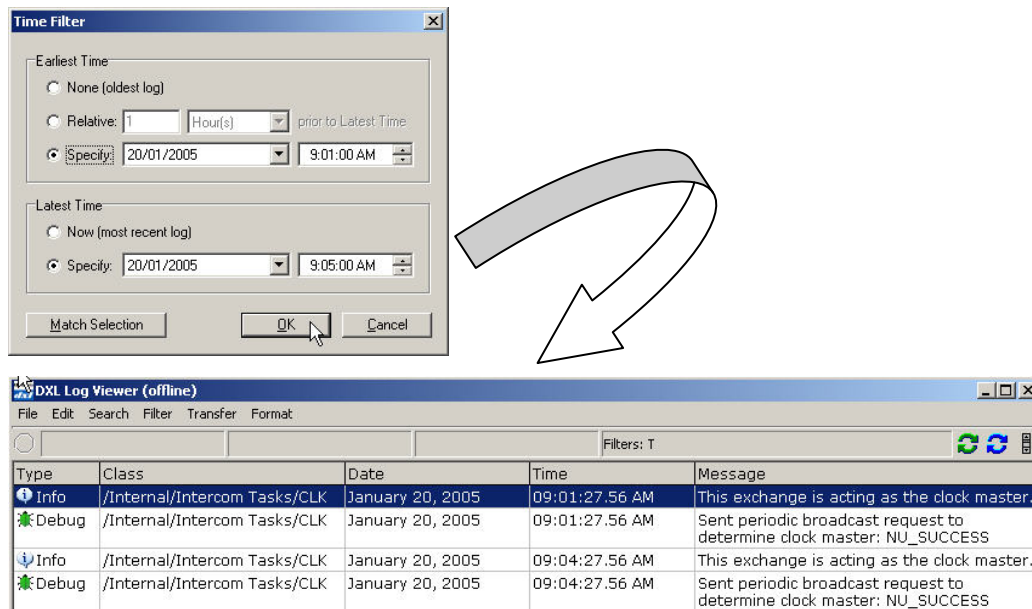 Time Filter
Earliest Time
None (oldest log)
Relative: 1 Hour(s) prior to Latest Time
Specify: 20/01/2005 9:01:00 AM
Latest Time
Now (most recent log)
Specify: 20/01/2005 9:05:00 AM
Match Selection OK Cancel
DXL Log Viewer (offline)
File Edit Search Filter Transfer Format
Filters: T
Type Class Date Time Message
Info /Internal/Intercom Tasks/CLK January 20, 2005 09:01:27.56 AM This exchange is acting as the clock master.
Debug /Internal/Intercom Tasks/CLK January 20, 2005 09:01:27.56 AM Sent periodic broadcast request to
determine clock master: NU_SUCCESS
Info /Internal/Intercom Tasks/CLK January 20, 2005 09:04:27.56 AM This exchange is acting as the clock master.
Debug /Internal/Intercom Tasks/CLK January 20, 2005 09:04:27.56 AM Sent periodic broadcast request to
determine clock master: NU_SUCCESS